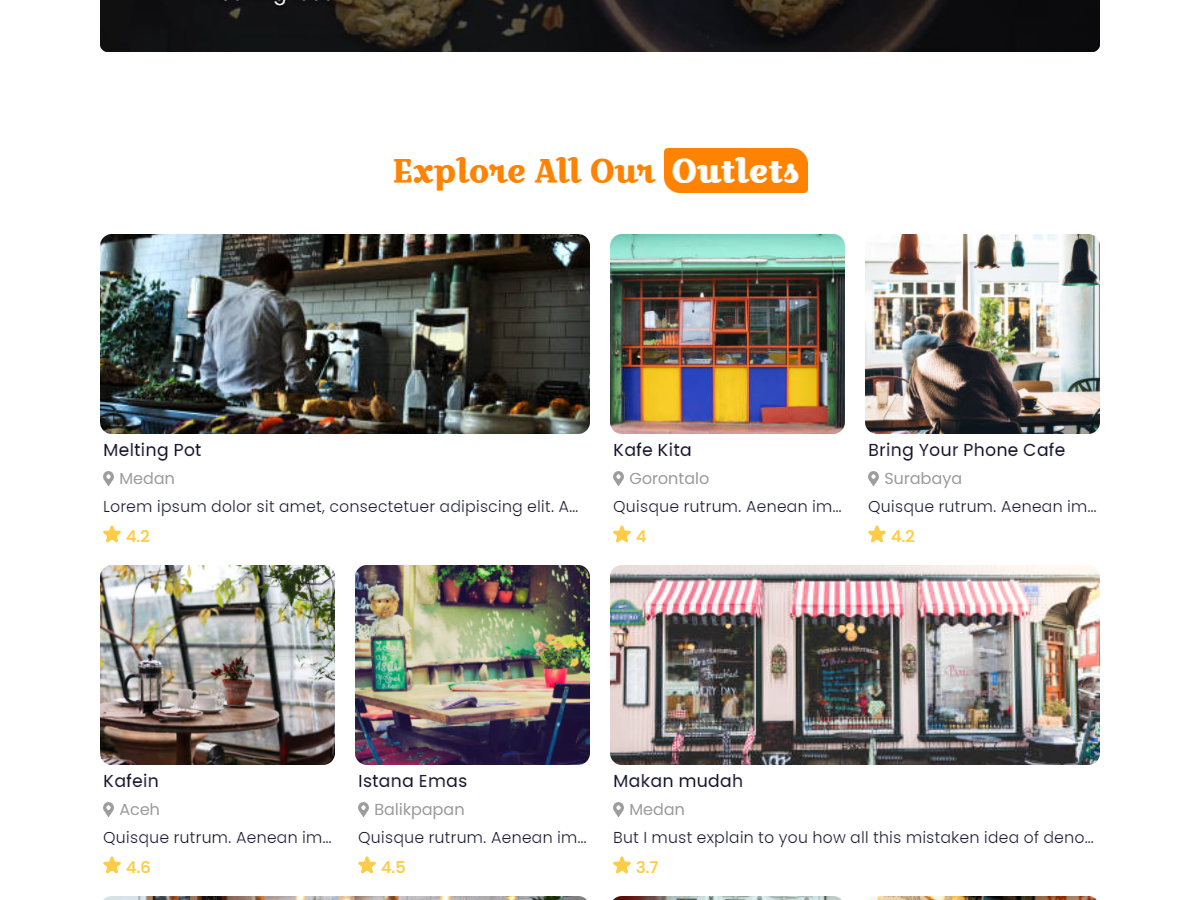 Explore All Our Outlets
Melting Pot
Medan
Lorem ipsum dolor sit amet, consectetuer adipiscing elit. A...
4.2
Kafe Kita
Gorontalo
Quisque rutrum. Aenean im...
4
Bring Your Phone Cafe
Surabaya
Quisque rutrum. Aenean im...
4.2
BISTRO
Kafein
Aceh
Quisque rutrum. Aenean im...
4.6
Istana Emas
Balikpapan
Quisque rutrum. Aenean im...
4.5
Makan mudah
Medan
But I must explain to you how all this mistaken idea of deno...
3.7